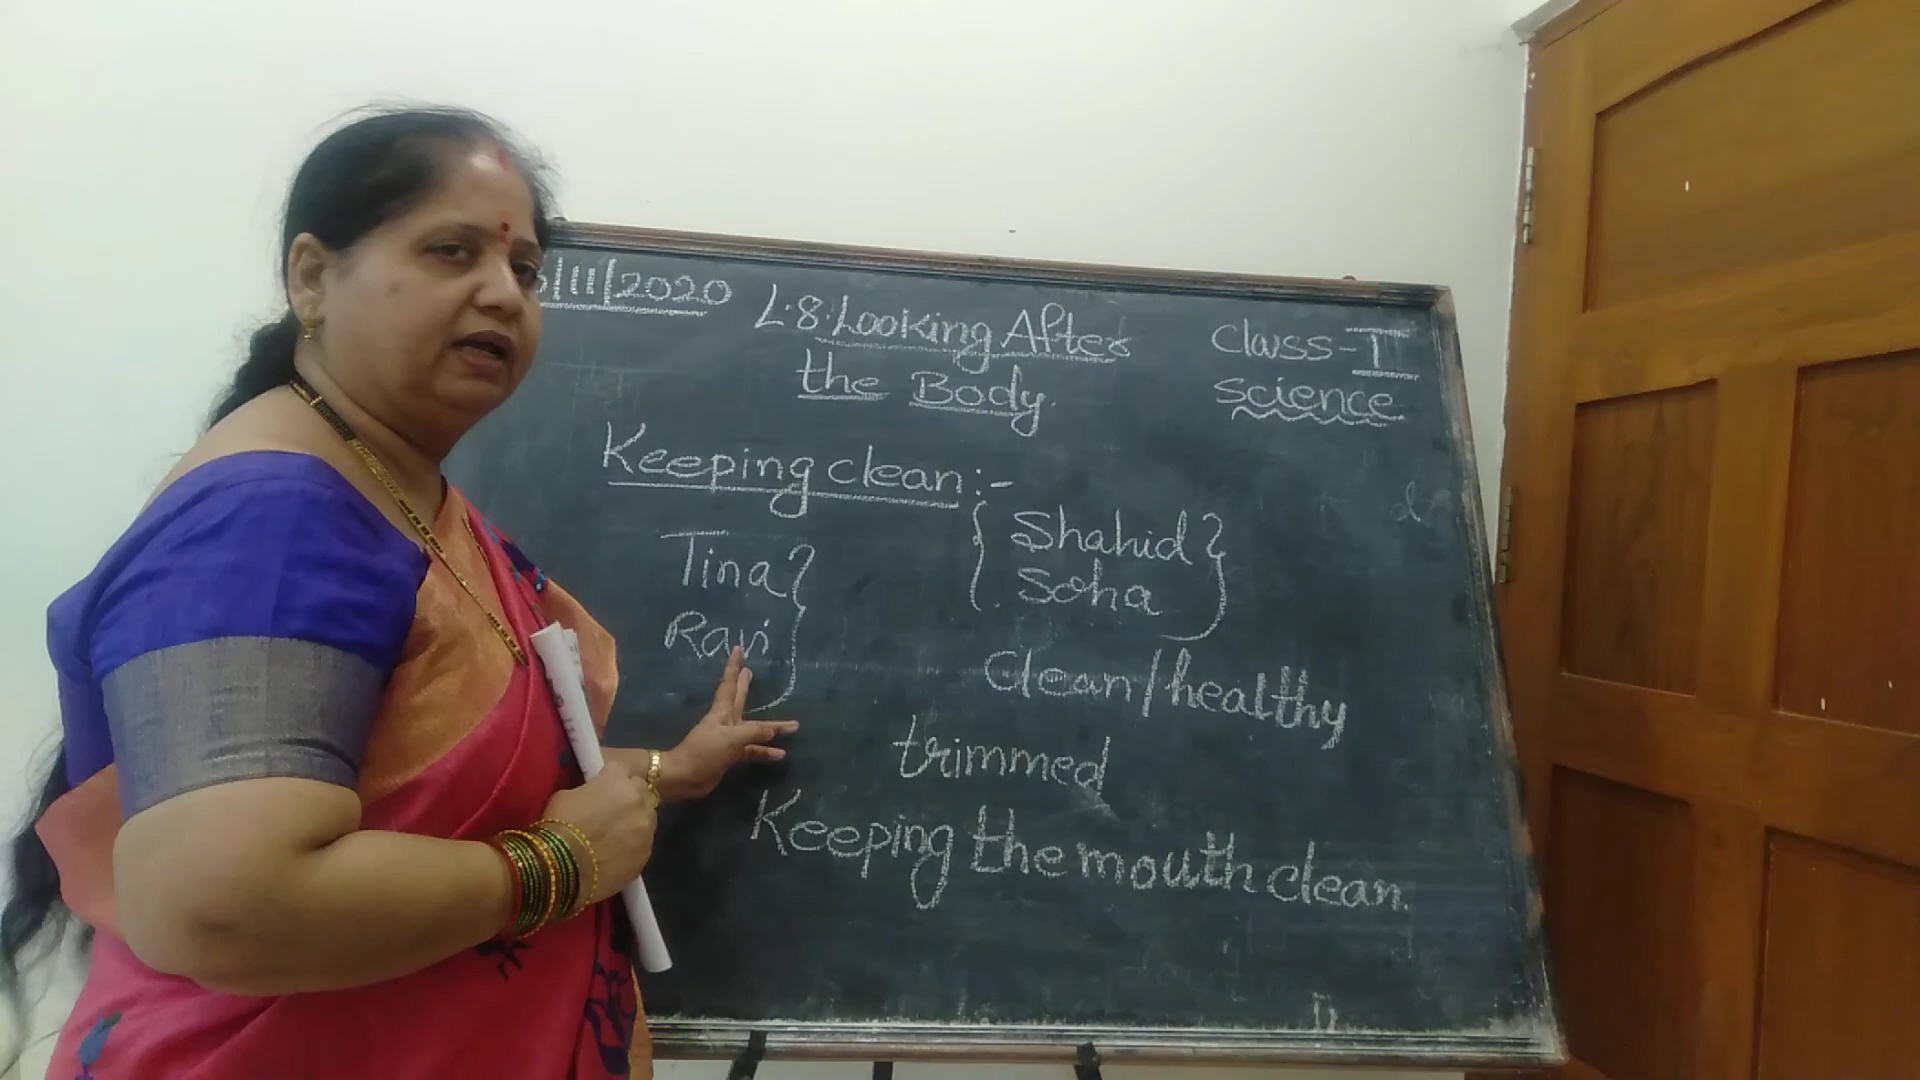 /11/2020
L.8. Looking After
the Body.
Class-I
Science
Keeping clean:-
Tina
Ravi
Shahid
Soha
Clean/healthy
trimmed
Keeping the mouth clean.